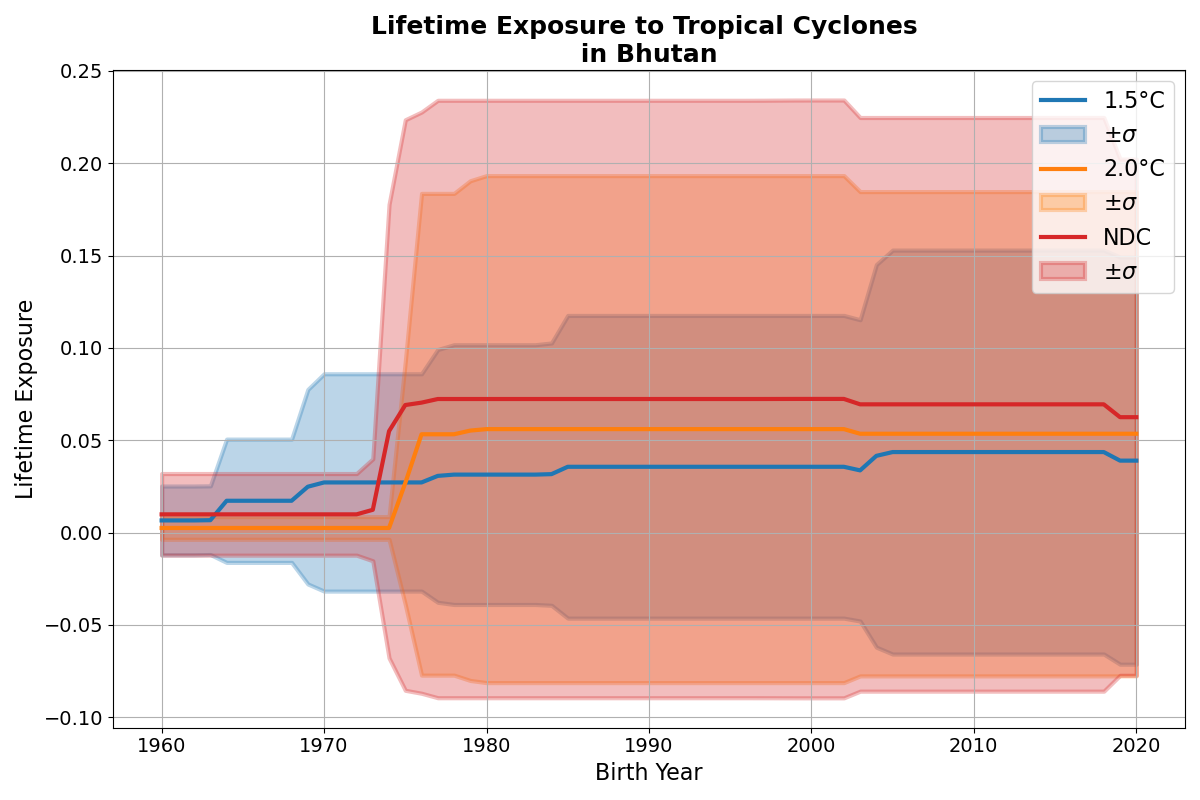 Lifetime Exposure to Tropical Cyclones
in Bhutan
Lifetime Exposure
0.25
0.20
0.15
0.10
0.05
0.00
−0.05
−0.10
1.5°C
±σ
2.0°C
±σ
NDC
±σ
1960 1970 1980 1990 2000 2010 2020
Birth Year